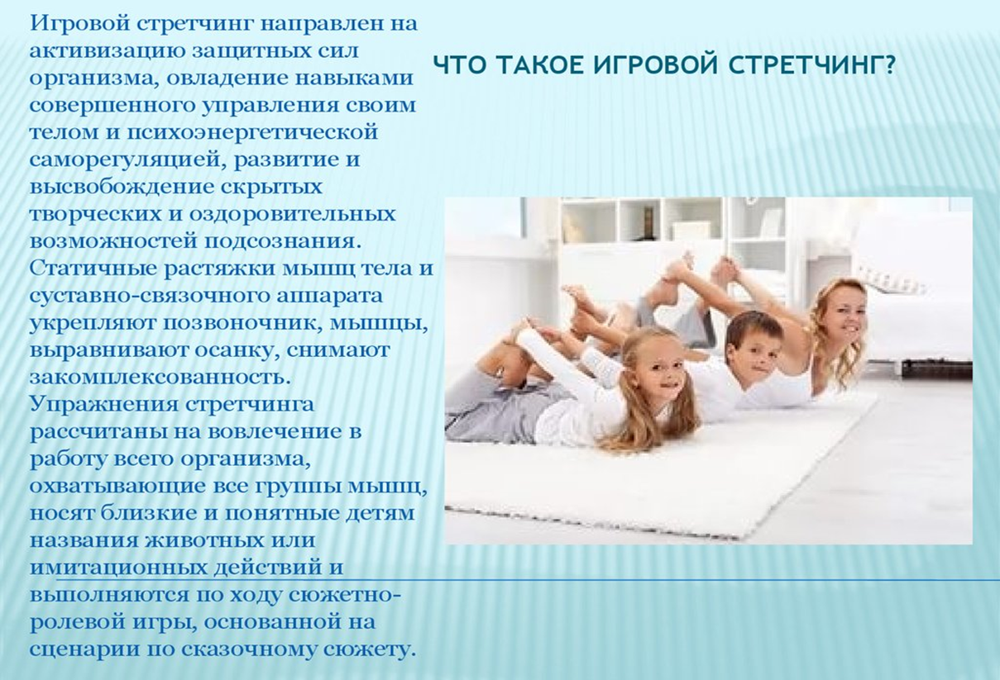 ЧТО ТАКОЕ ИГРОВОЙ СТРЕТЧИНГ?
Игровой стретчинг направлен на
активизацию защитных сил
организма, овладение навыками
совершенного управления своим
телом и психоэнергетической
саморегуляцией, развитие и
высвобождение скрытых
творческих и оздоровительных
возможностей подсознания.
Статичные растяжки мышц тела и
суставно-связочного аппарата
укрепляют позвоночник, мышцы,
выравнивают осанку, снимают
закомплексованность.
Упражнения стретчинга
рассчитаны на вовлечение в
работу всего организма,
охватывающие все группы мышц,
носят близкие и понятные детям
названия животных или
имитационных действий и
выполняются по ходу сюжетно-
ролевой игры, основанной на
сценарии по сказочному сюжету.